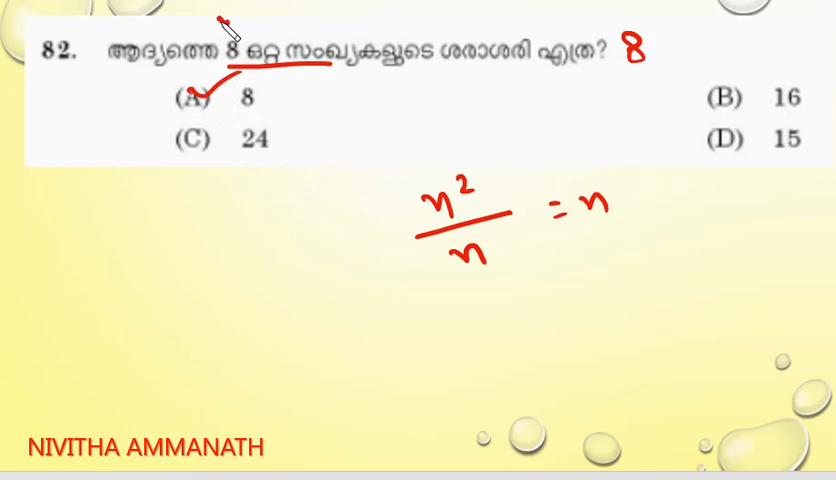 82. ആദ്യത്തെ 8 ഒറ്റ സംഖ്യകളുടെ ശരാശരി എത്ര? 8
(A) 8 (B) 16
(C) 24 (D) 15
n² / n = n
NIVITHA AMMANATH